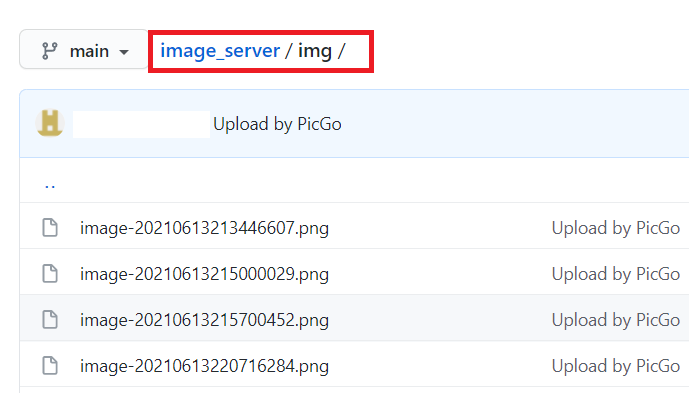 main image_server / img /
Upload by PicGo
..
image-20210613213446607.png Upload by PicGo
image-20210613215000029.png Upload by PicGo
image-20210613215700452.png Upload by PicGo
image-20210613220716284.png Upload by PicGo